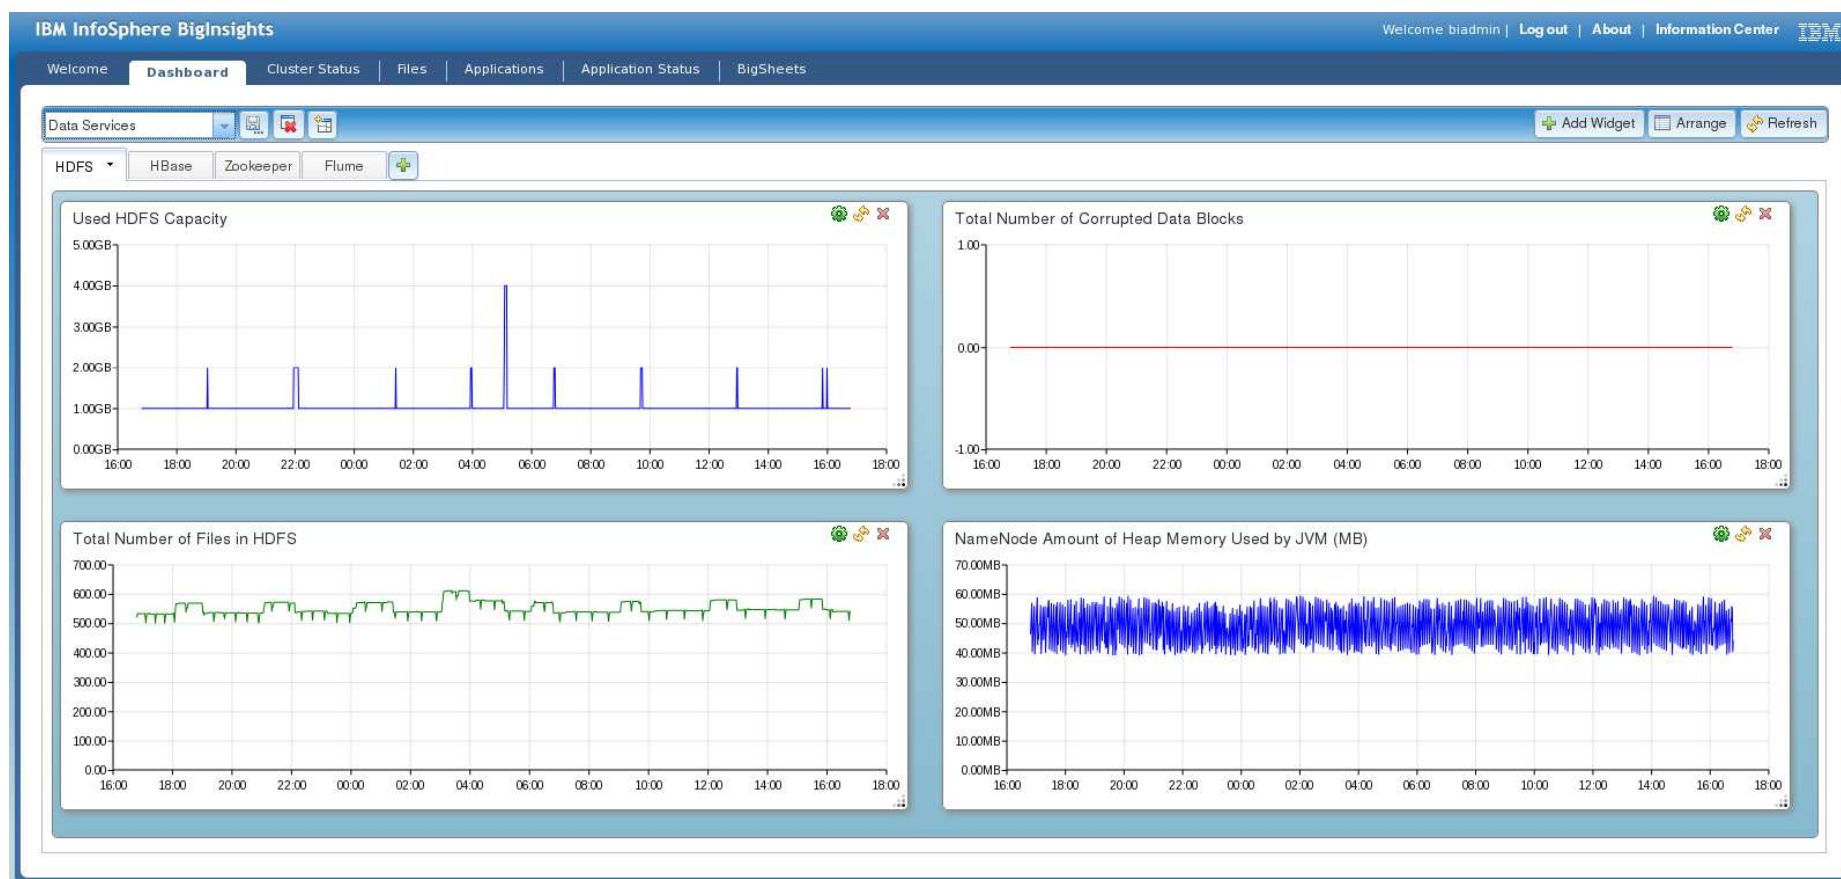 IBM InfoSphere BigInsights
Welcome biadmin | Log out | About | Information Center IBM
Welcome Dashboard Cluster Status Files Applications Application Status BigSheets
Data Services Add Widget Arrange Refresh
HDFS HBase Zookeeper Flume
Used HDFS Capacity
5.00GB
4.00GB
3.00GB
2.00GB
1.00GB
0.00GB
16:00 18:00 20:00 22:00 00:00 02:00 04:00 06:00 08:00 10:00 12:00 14:00 16:00 18:00
Total Number of Corrupted Data Blocks
1.00
0.00
-1.00
16:00 18:00 20:00 22:00 00:00 02:00 04:00 06:00 08:00 10:00 12:00 14:00 16:00 18:00
Total Number of Files in HDFS
700.00
600.00
500.00
400.00
300.00
200.00
100.00
0.00
16:00 18:00 20:00 22:00 00:00 02:00 04:00 06:00 08:00 10:00 12:00 14:00 16:00 18:00
NameNode Amount of Heap Memory Used by JVM (MB)
70.00MB
60.00MB
50.00MB
40.00MB
30.00MB
20.00MB
10.00MB
0.00MB
16:00 18:00 20:00 22:00 00:00 02:00 04:00 06:00 08:00 10:00 12:00 14:00 16:00 18:00